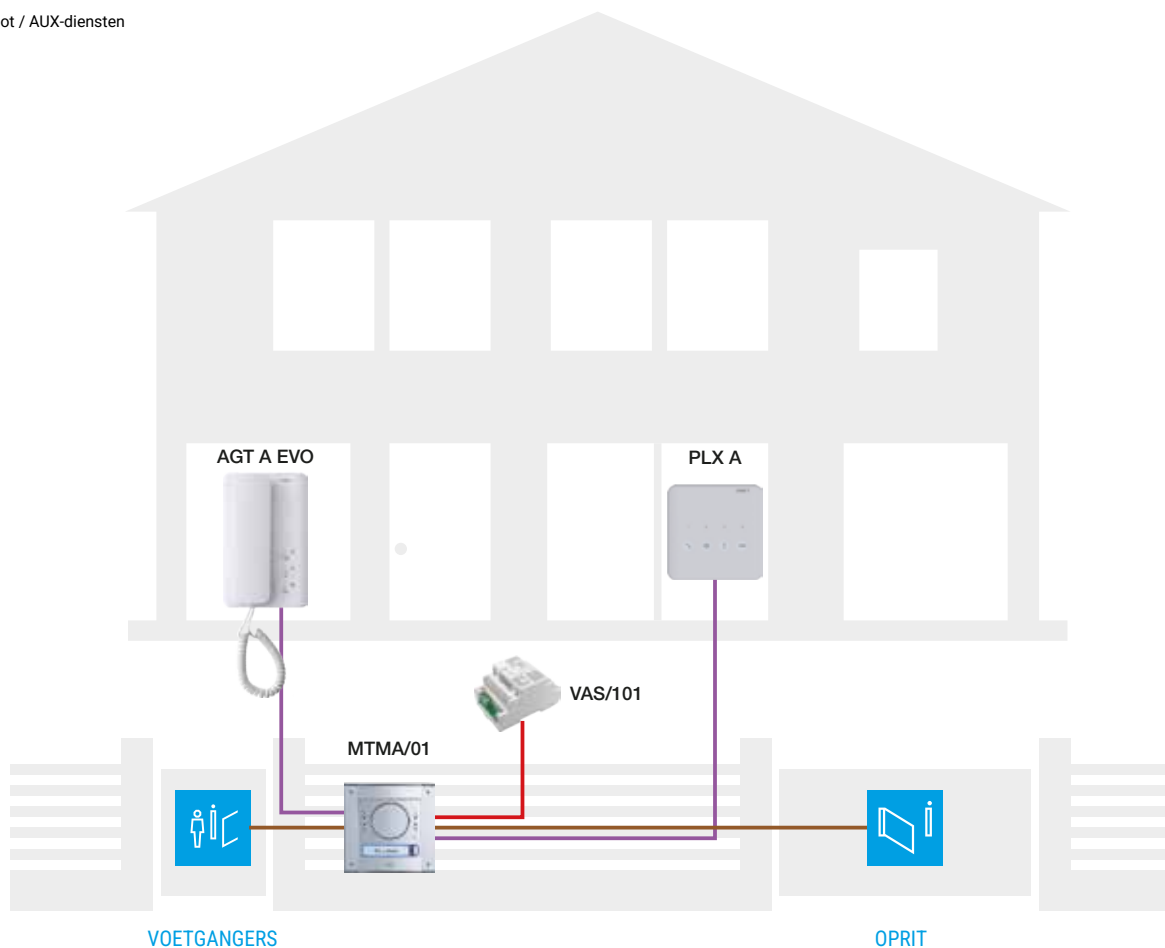 ot / AUX-diensten
AGT A EVO
PLX A
VAS/101
MTMA/01
VOETGANGERS
OPRIT